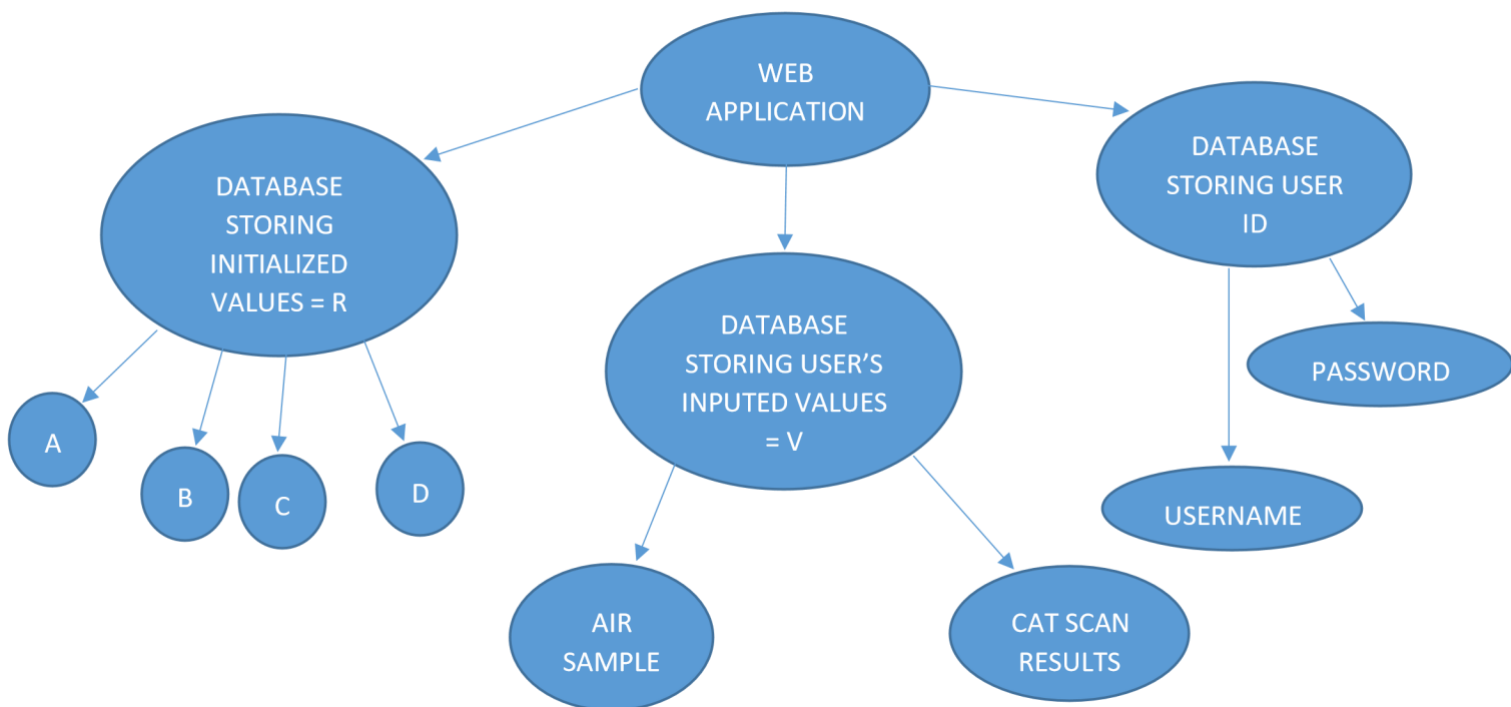 WEB
APPLICATION
DATABASE
STORING
INITIALIZED
VALUES = R
DATABASE
STORING USER'S
INPUTED VALUES
= V
DATABASE
STORING USER
ID
A
B
C
D
AIR
SAMPLE
CAT SCAN
RESULTS
USERNAME
PASSWORD